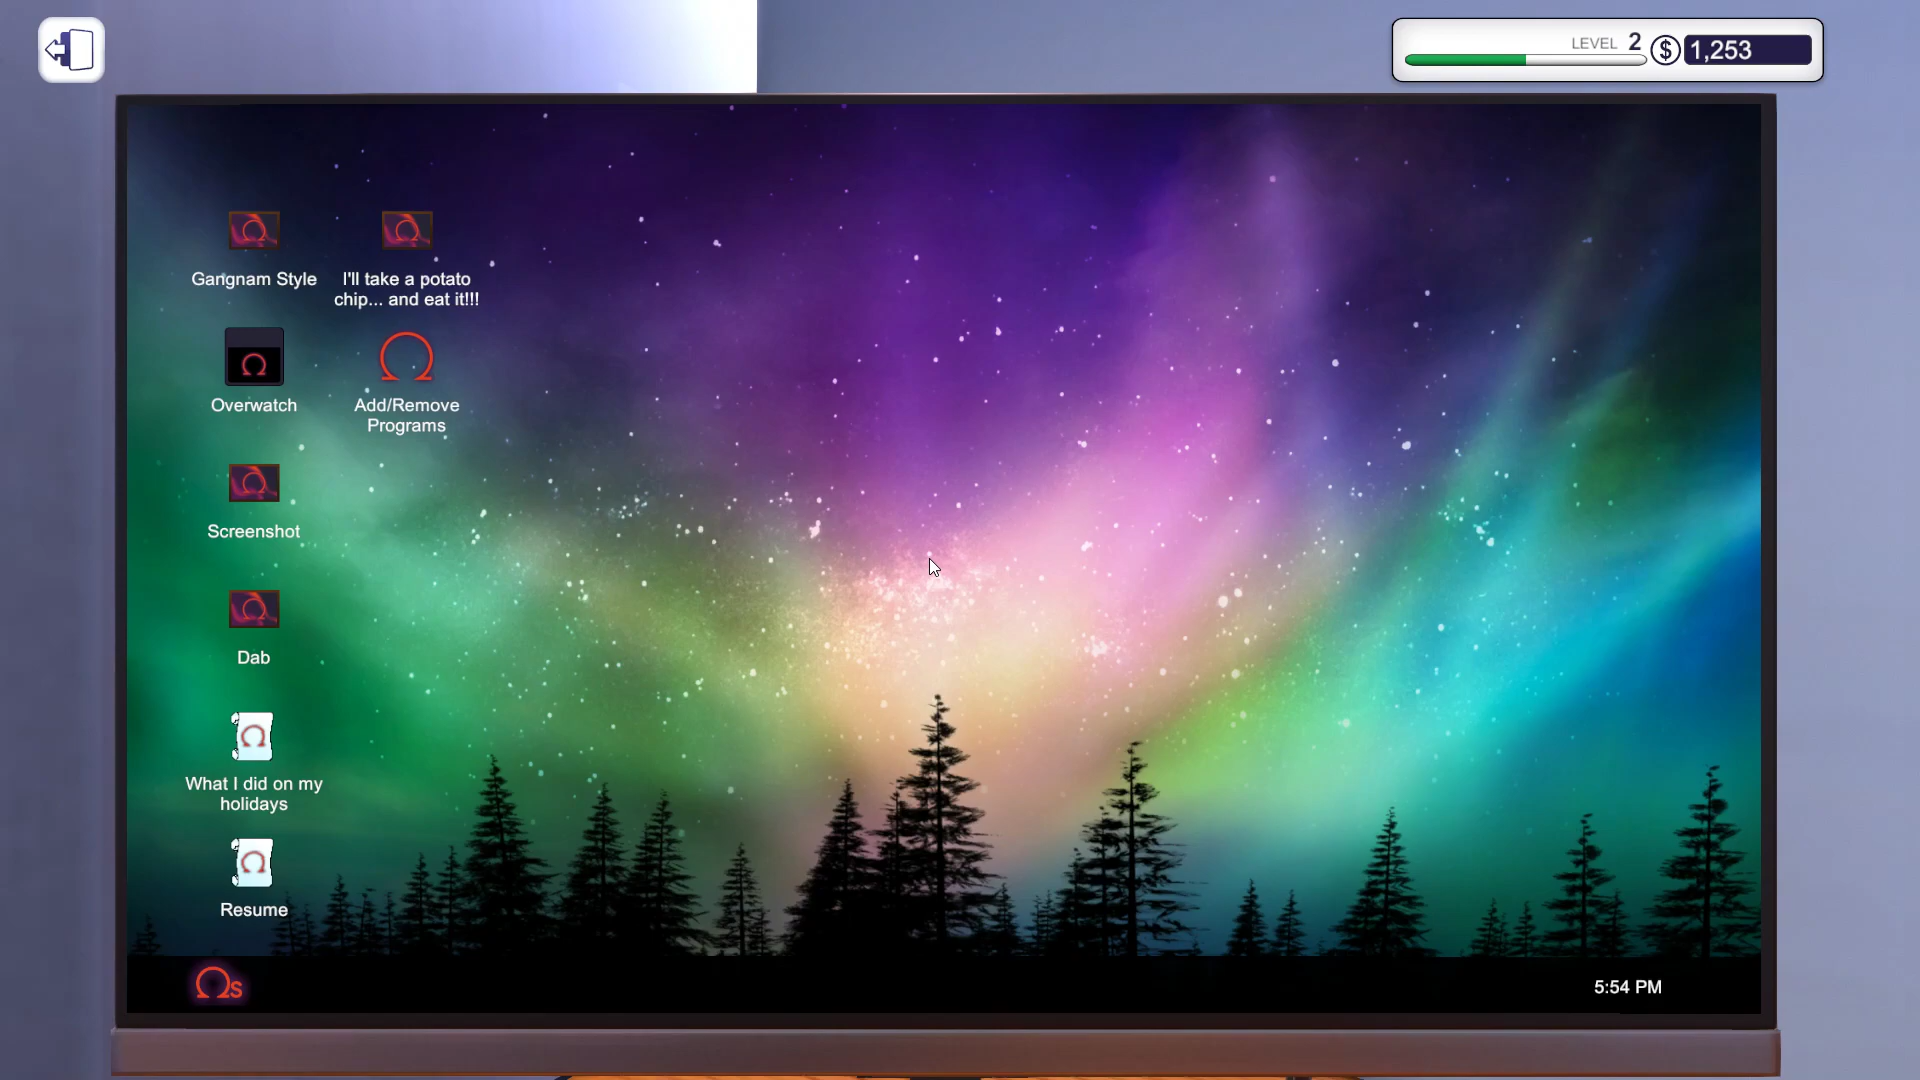 LEVEL 2
$ 1,253
Gangnam Style
I'll take a potato
chip... and eat it!!!
Overwatch
Add/Remove
Programs
Screenshot
Dab
What I did on my
holidays
Resume
Ωs
5:54 PM